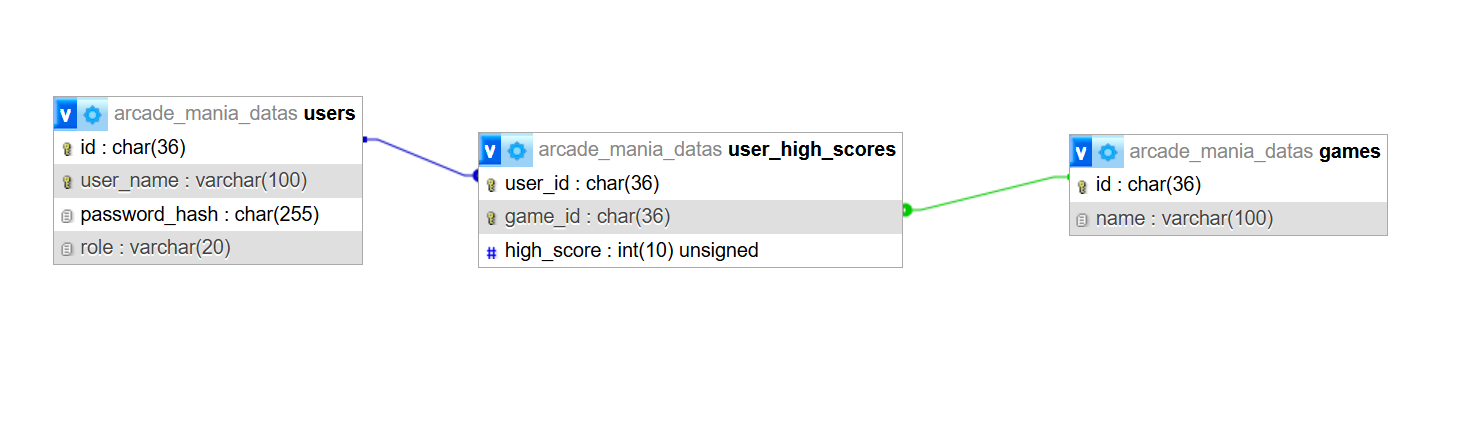 v arcade_mania_datas users
id : char(36)
user_name : varchar(100)
password_hash : char(255)
role : varchar(20)
v arcade_mania_datas user_high_scores
user_id : char(36)
game_id : char(36)
# high_score : int(10) unsigned
v arcade_mania_datas games
id : char(36)
name : varchar(100)